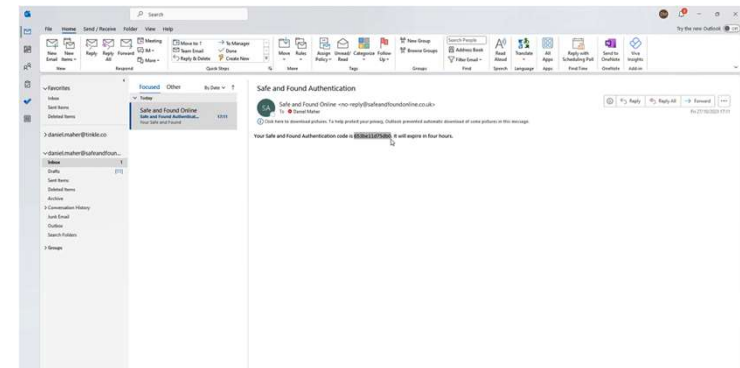 Search
File Home Send / Receive Folder View Help
Try the new Outlook
New Email
New Items
Reply
Reply All
Forward
Meeting
IM
More
Move to: ?
Team Email
Reply & Delete
To Manager
Done
Create New
Move
Rules
Assign Policy
Unread/ Read
Categorize
Follow Up
New Group
Browse Groups
Search People
Address Book
Filter Email
Read Aloud
Translate
All Apps
Reply with Scheduling Poll
Send to OneNote
Viva Insights
New Respond Quick Steps Move Tags Groups Find Speech Language Apps Find Time OneNote Add-in
Favorites
Inbox
Sent Items
Deleted Items
daniel.maher@tinkle.co
daniel.maher@safeandfoun...
Inbox 1
Drafts [11]
Sent Items
Deleted Items
Archive
Conversation History
Junk Email
Outbox
Search Folders
Groups
Focused Other By Date
Today
Safe and Found Online
Safe and Found Authenticat...
Your Safe and Found
Safe and Found Authentication
SA
Safe and Found Online <no-reply@safeandfoundonline.co.uk>
To Daniel Maher
Reply Reply All Forward
Click here to download pictures. To help protect your privacy, Outlook prevented automatic download of some pictures in this message.
Your Safe and Found Authentication code is It will expire in four hours.